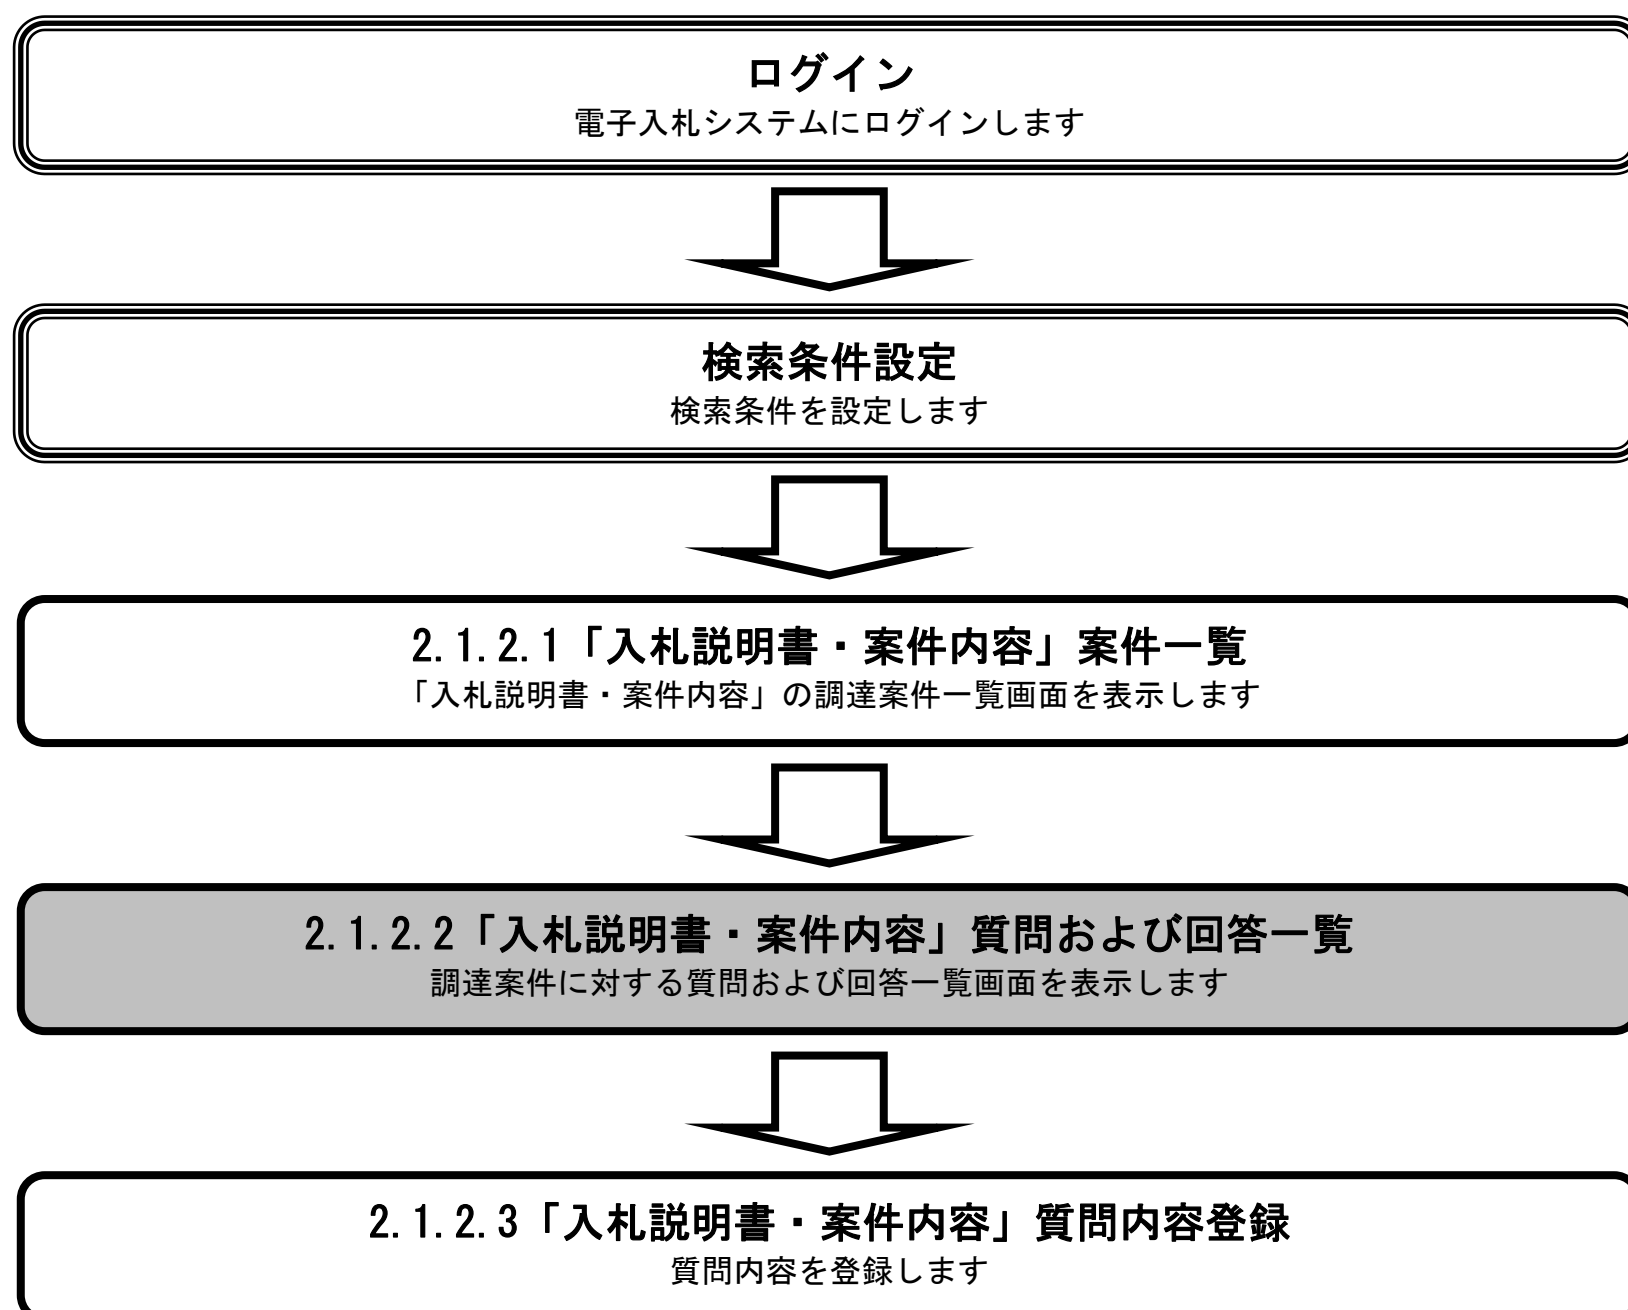 ログイン
電子入札システムにログインします
検索条件設定
検索条件を設定します
2.1.2.1「入札説明書・案件内容」案件一覧
「入札説明書・案件内容」の調達案件一覧画面を表示します
2.1.2.2「入札説明書・案件内容」質問および回答一覧
調達案件に対する質問および回答一覧画面を表示します
2.1.2.3「入札説明書・案件内容」質問内容登録
質問内容を登録します